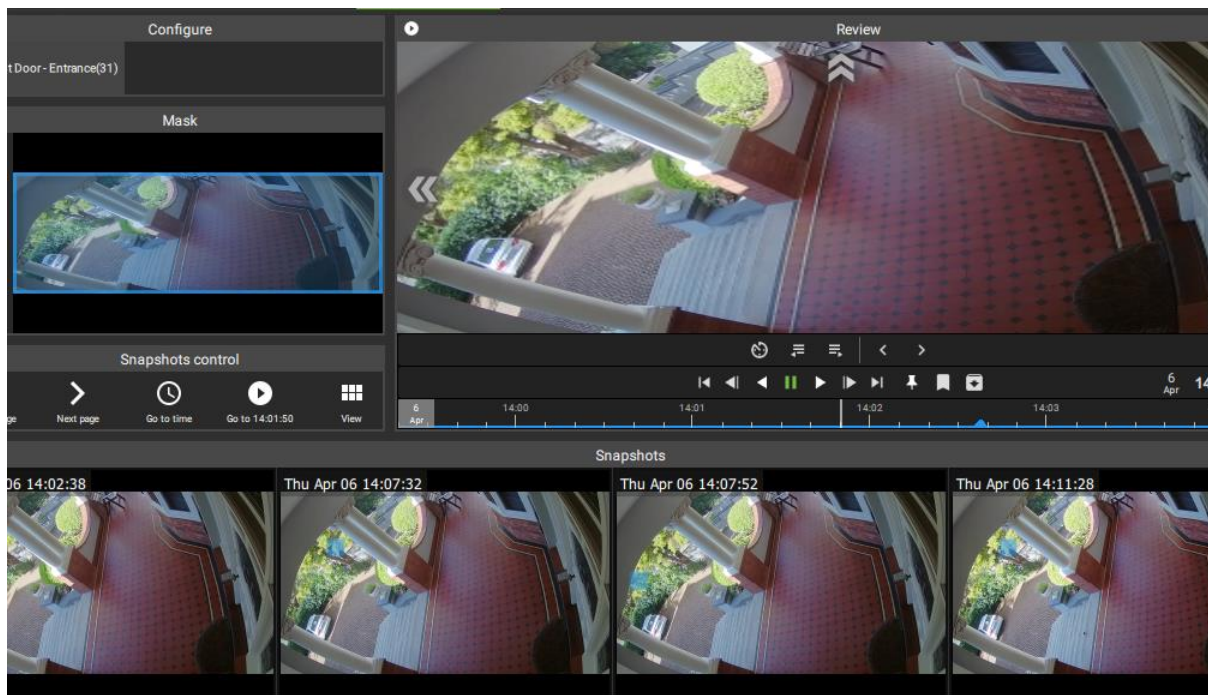 Configure
Review
t Door- Entrance(31)
Mask
Snapshots control
ge
Next page
Go to time
Go to 14:01:50
View
6
Apr
14
6
Apr
14:00
14:01
14:02
14:03
Snapshots
06 14:02:38
Thu Apr 06 14:07:32
Thu Apr 06 14:07:52
Thu Apr 06 14:11:28